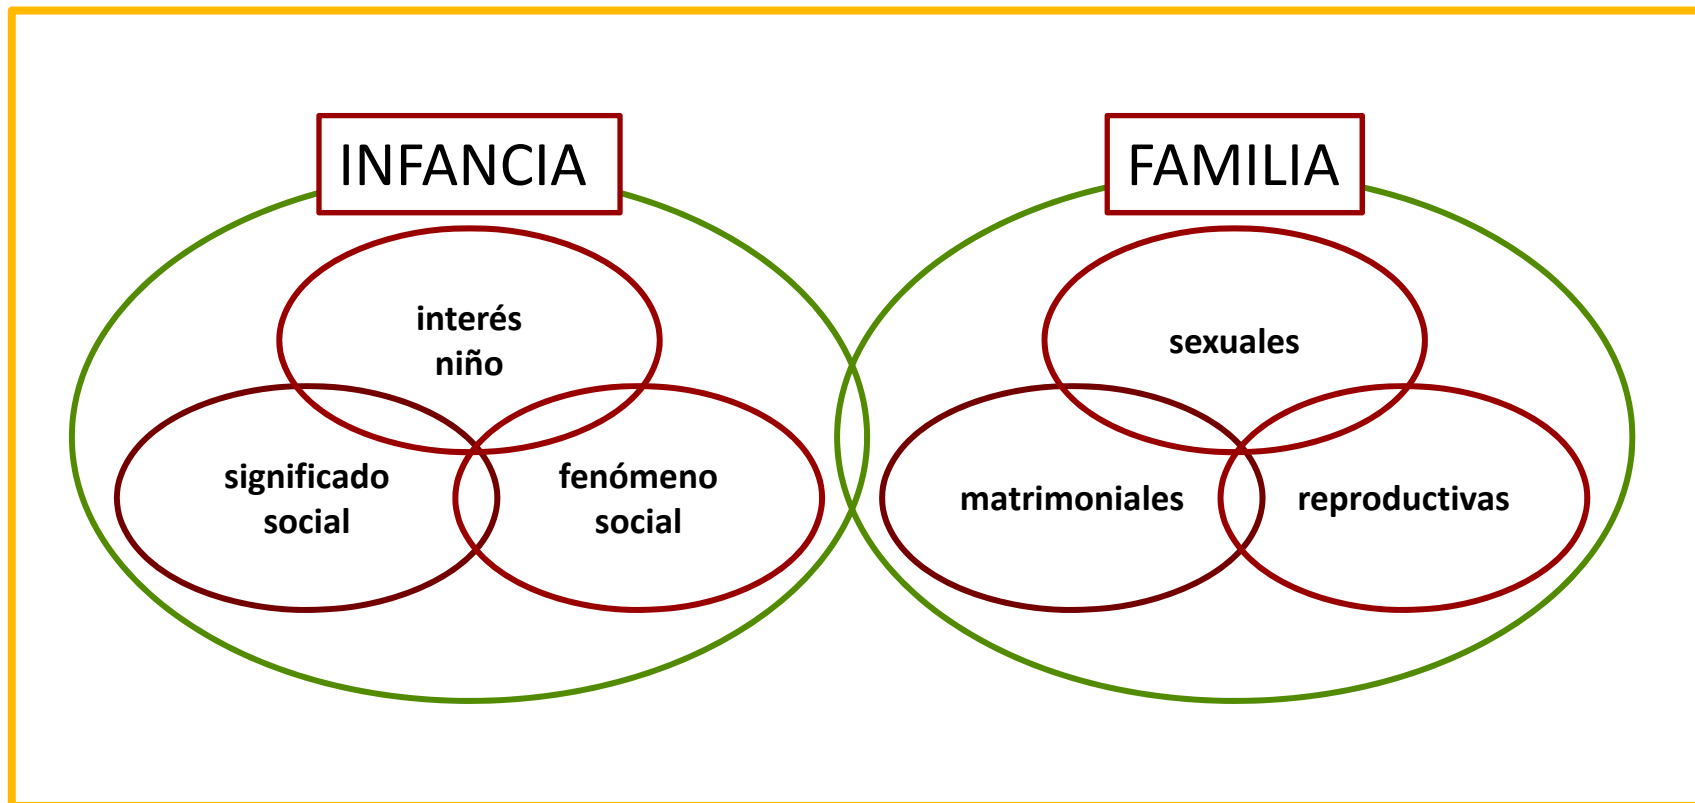 INFANCIA
interés
niño
significado
social
fenómeno
social
FAMILIA
sexuales
matrimoniales
reproductivas